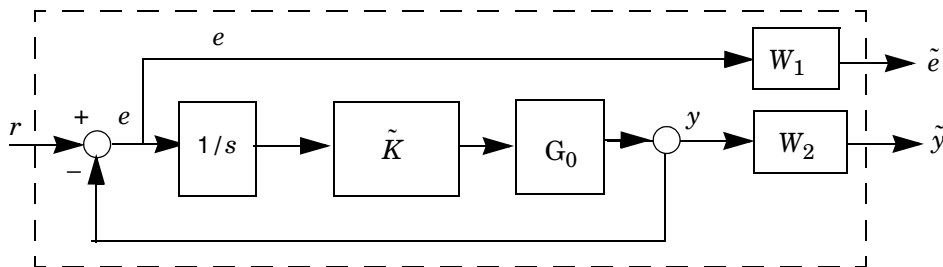 e
W₁
ẽ
r
+
e
1/s
K̃
G₀
y
W₂
ỹ
−